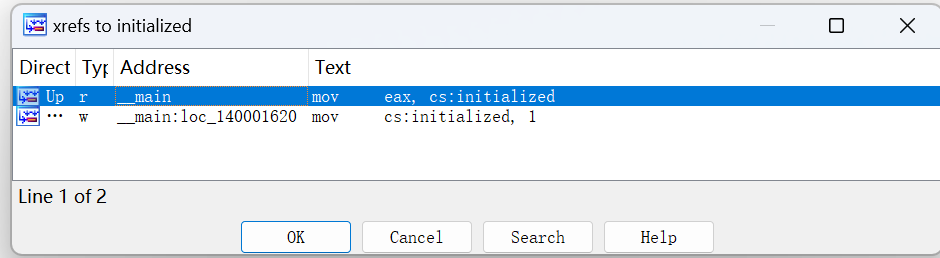 xrefs to initialized
Direct Typ Address Text
Up r __main mov eax, cs:initialized
... w __main:loc_140001620 mov cs:initialized, 1
Line 1 of 2
OK Cancel Search Help